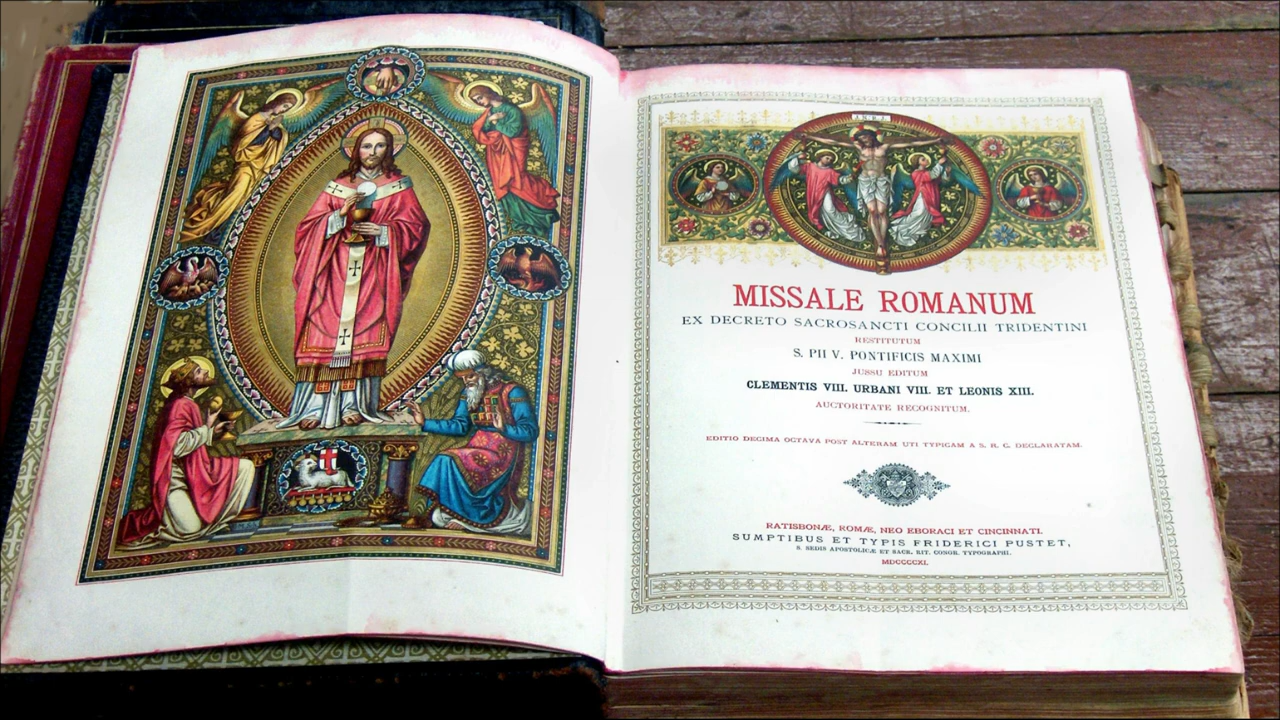 I.N.R.I.
MISSALE ROMANUM
EX DECRETO SACROSANCTI CONCILII TRIDENTINI
RESTITUTUM
S. PII V. PONTIFICIS MAXIMI
JUSSU EDITUM
CLEMENTIS VIII. URBANI VIII. ET LEONIS XIII.
AUCTORITATE RECOGNITUM.
EDITIO DECIMA OCTAVA POST ALTERAM UTI TYPICAM A S. R. C. DECLARATAM.
RATISBONÆ, ROMÆ, NEO EBORACI ET CINCINNATI.
SUMPTIBUS ET TYPIS FRIDERICI PUSTET,
S. SEDIS APOSTOLICÆ ET SACR. RIT. CONGR. TYPOGRAPHI.
MDCCCCXI.